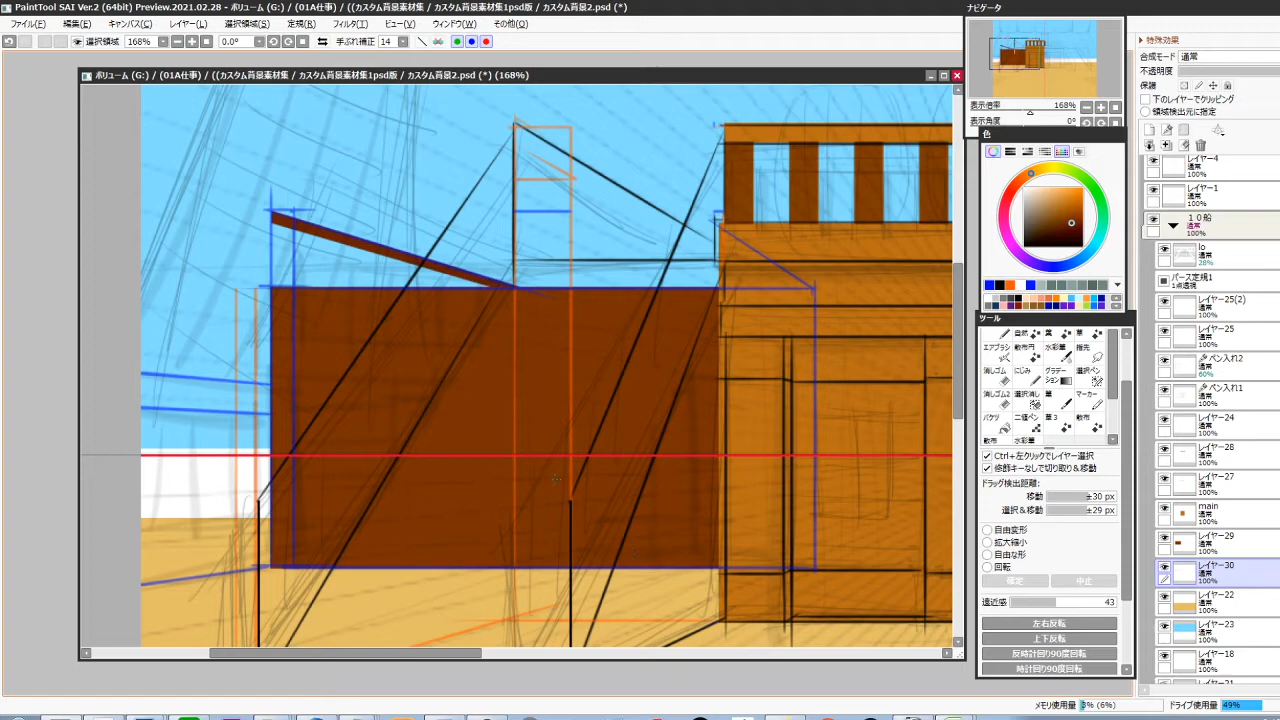 PaintTool SAI Ver.2 (64bit) Preview.2021.02.28 - ボリューム (G:) / (01A仕事) / ((カスタム背景素材集 / カスタム背景素材集1psd版 / カスタム背景2.psd (*)
ファイル(F) 編集(E) キャンバス(C) レイヤー(L) 選択領域(S) 定規(R) フィルタ(T) ビュー(V) ウィンドウ(W) その他(O)
選択領域 168% 0.0° 手ぶれ補正 14
ボリューム (G:) / (01A仕事) / ((カスタム背景素材集 / カスタム背景素材集1psd版 / カスタム背景2.psd (*) (168%)
ナビゲータ
表示倍率 168%
表示角度 0°
色
ツール
自然 葉 草
エアブラシ 散布円 水彩筆 指先
消しゴム にじみ グラデーション 選択ペン
消しゴム2 選択消し 筆 マーカー
バケツ 二値ペン 筆3 散布
散布 水彩筆
Ctrl+左クリックでレイヤー選択
修飾キーなしで切り取り&移動
ドラッグ検出距離:
移動 ±30 px
選択&移動 ±29 px
自由変形
拡大縮小
自由な形
回転
確定 中止
遠近感 43
左右反転
上下反転
反時計回り90度回転
時計回り90度回転
特殊効果
合成モード 通常
不透明度
保護
下のレイヤーでクリッピング
領域検出元に指定
レイヤー4
通常
100%
レイヤー1
通常
100%
10船
通常
100%
lo
28%
パース定規1
1点透視
レイヤー25(2)
通常
100%
レイヤー25
通常
100%
ペン入れ2
通常
60%
ペン入れ1
通常
100%
レイヤー24
通常
100%
レイヤー28
通常
100%
レイヤー27
通常
100%
main
通常
100%
レイヤー29
通常
100%
レイヤー30
通常
100%
レイヤー22
通常
100%
レイヤー23
通常
100%
レイヤー18
通常
100%
レイヤー21
メモリ使用量 3% (6%) ドライブ使用量 49%